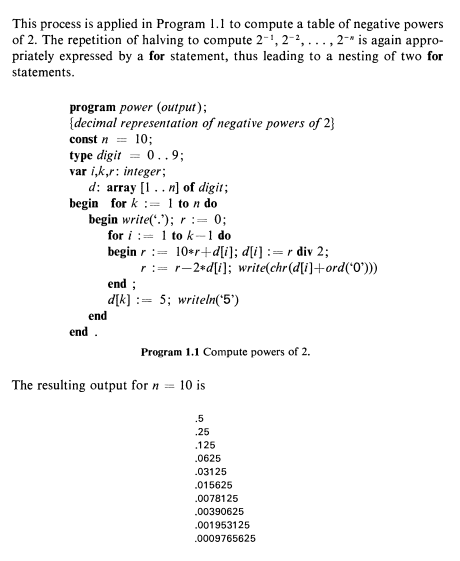 This process is applied in Program 1.1 to compute a table of negative powers
of 2. The repetition of halving to compute 2⁻¹, 2⁻², . . . , 2⁻ⁿ is again appro-
priately expressed by a for statement, thus leading to a nesting of two for
statements.
program power (output);
{decimal representation of negative powers of 2}
const n = 10;
type digit = 0 . . 9;
var i,k,r: integer;
d: array [1 . . n] of digit;
begin for k := 1 to n do
begin write(‘.’); r := 0;
for i := 1 to k−1 do
begin r := 10*r+d[i]; d[i] := r div 2;
r := r−2*d[i]; write(chr(d[i]+ord(‘0’)))
end ;
d[k] := 5; writeln(‘5’)
end
end .
Program 1.1 Compute powers of 2.
The resulting output for n = 10 is
.5
.25
.125
.0625
.03125
.015625
.0078125
.00390625
.001953125
.0009765625